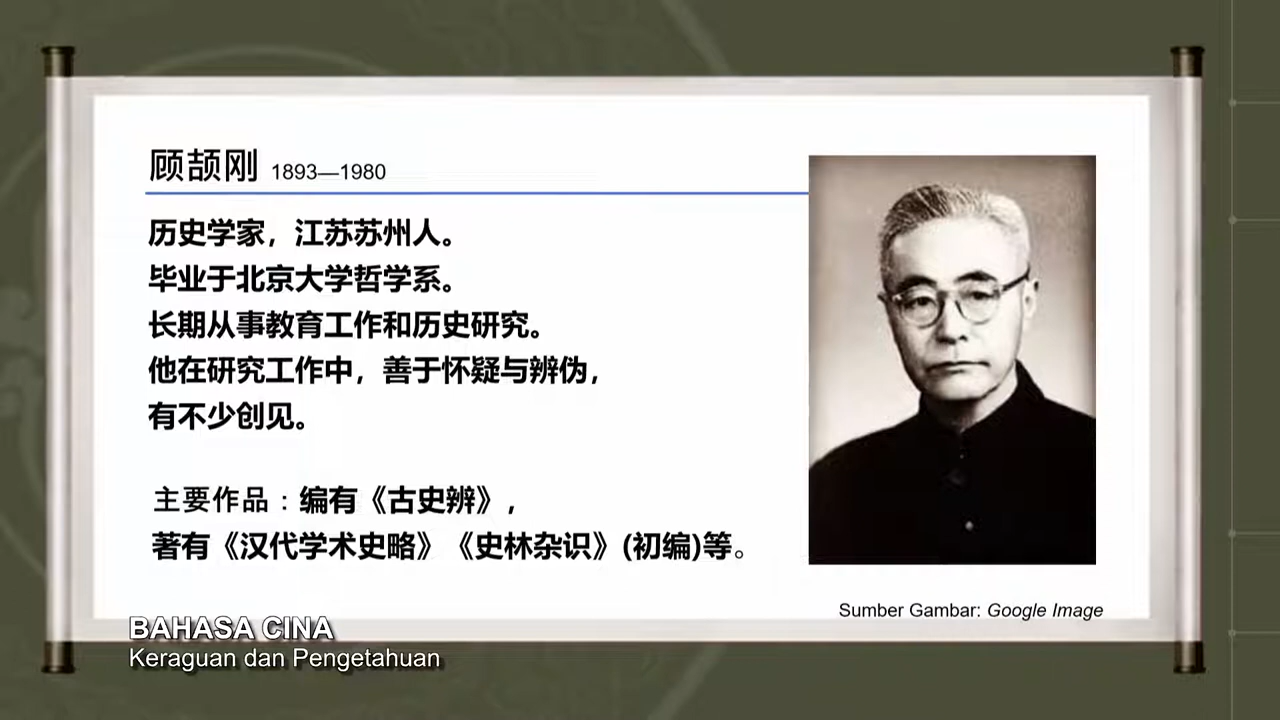 顾颉刚 1893—1980
历史学家，江苏苏州人。
毕业于北京大学哲学系。
长期从事教育工作和历史研究。
他在研究工作中，善于怀疑与辨伪，
有不少创见。
主要作品：编有《古史辨》，
著有《汉代学术史略》《史林杂识》(初编)等。
Sumber Gambar: Google Image
BAHASA CINA
Keraguan dan Pengetahuan